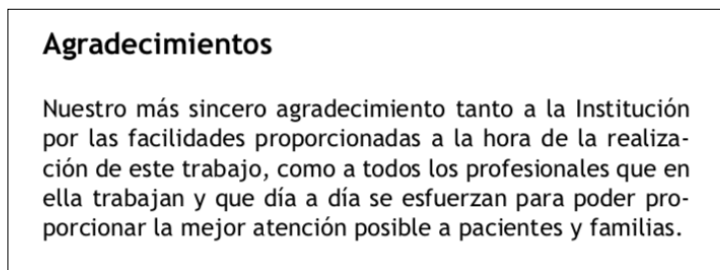 Agradecimientos
Nuestro más sincero agradecimiento tanto a la Institución
por las facilidades proporcionadas a la hora de la realiza-
ción de este trabajo, como a todos los profesionales que en
ella trabajan y que día a día se esfuerzan para poder pro-
porcionar la mejor atención posible a pacientes y familias.